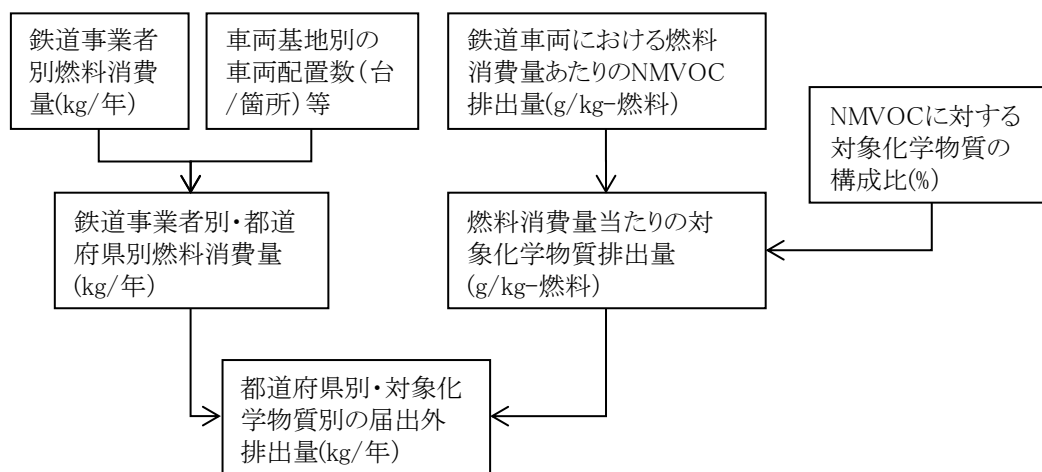 鉄道事業者
別燃料消費
量(kg/年)
車両基地別の
車両配置数(台
/箇所)等
鉄道車両における燃料
消費量あたりのNMVOC
排出量(g/kg-燃料)
NMVOCに対する
対象化学物質の
構成比(%)
鉄道事業者別・都道
府県別燃料消費量
(kg/年)
燃料消費量当たりの対
象化学物質排出量
(g/kg-燃料)
都道府県別・対象化
学物質別の届出外
排出量(kg/年)